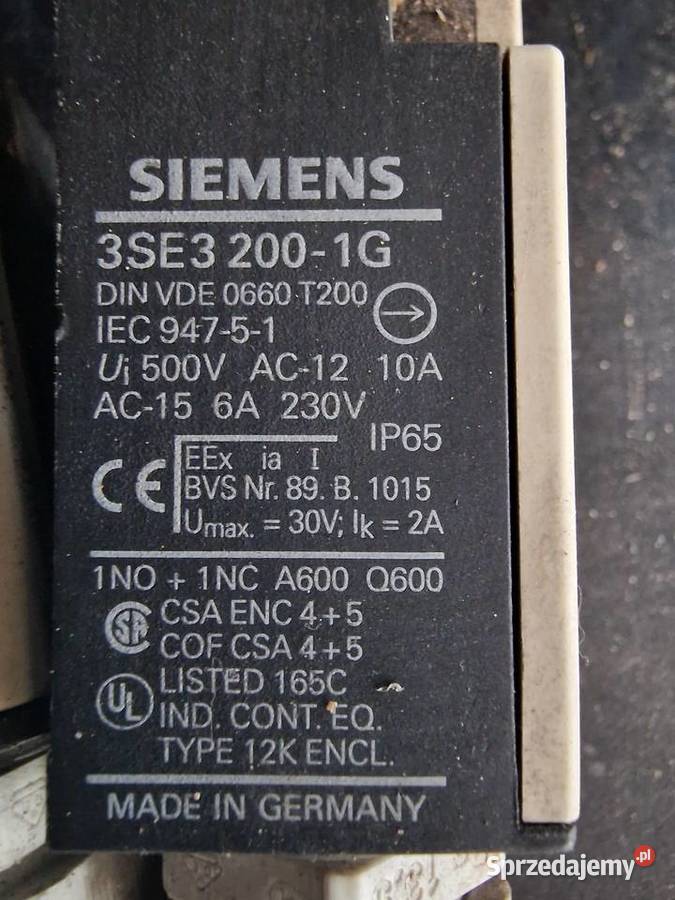 SIEMENS
3SE3 200-1G
DIN VDE 0660 T200
IEC 947-5-1
Ui 500V AC-12 10A
AC-15 6A 230V
IP65
CE
EEx ia I
BVS Nr. 89. B. 1015
Umax. = 30V; Ik = 2A
1NO + 1NC A600 Q600
SA CSA ENC 4+5
COF CSA 4+5
UL LISTED 165C
IND. CONT. EQ.
TYPE 12K ENCL.
MADE IN GERMANY
Sprzedajemy.pl